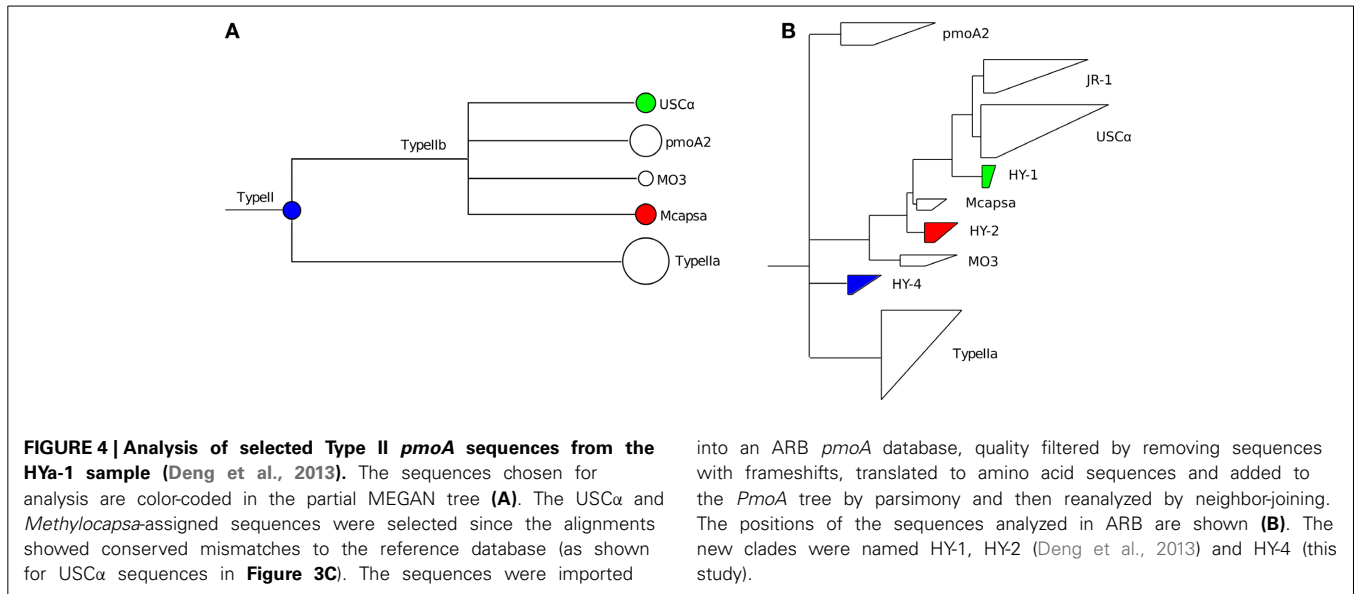 A
TypeII
TypeIIb
USCα
pmoA2
MO3
Mcapsa
TypeIIa
B
pmoA2
JR-1
USCα
HY-1
Mcapsa
HY-2
MO3
HY-4
TypeIIa
FIGURE 4 | Analysis of selected Type II pmoA sequences from the
HYa-1 sample (Deng et al., 2013). The sequences chosen for
analysis are color-coded in the partial MEGAN tree (A). The USCα and
Methylocapsa-assigned sequences were selected since the alignments
showed conserved mismatches to the reference database (as shown
for USCα sequences in Figure 3C). The sequences were imported
into an ARB pmoA database, quality filtered by removing sequences
with frameshifts, translated to amino acid sequences and added to
the PmoA tree by parsimony and then reanalyzed by neighbor-joining.
The positions of the sequences analyzed in ARB are shown (B). The
new clades were named HY-1, HY-2 (Deng et al., 2013) and HY-4 (this
study).